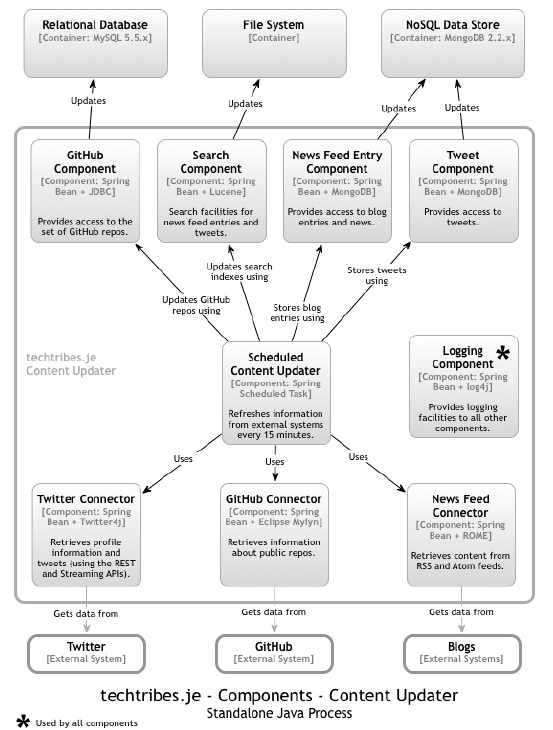 Relational Database
[Container: MySQL 5.5.x]
File System
[Container]
NoSQL Data Store
[Container: MongoDB 2.2.x]
Updates
Updates
Updates
Updates
GitHub
Component
[Component: Spring
Bean + JDBC]
Provides access to the
set of GitHub repos.
Search
Component
[Component: Spring
Bean + Lucene]
Search facilities for
news feed entries and
tweets.
News Feed Entry
Component
[Component: Spring
Bean + MongoDB]
Provides access to blog
entries and news.
Tweet
Component
[Component: Spring
Bean + MongoDB]
Provides access to
tweets.
Updates GitHub
repos using
Updates search
indexes using
Stores blog
entries using
Stores tweets
using
techtribes.je
Content Updater
Scheduled
Content Updater
[Component: Spring
Scheduled Task]
Refreshes information
from external systems
every 15 minutes.
Logging
Component
*
[Component: Spring
Bean + log4j]
Provides logging
facilities to all other
components.
Uses
Uses
Uses
Twitter Connector
[Component: Spring
Bean + Twitter4j]
Retrieves profile
information and
tweets (using the REST
and Streaming APIs).
GitHub Connector
[Component: Spring
Bean + Eclipse Mylyn]
Retrieves information
about public repos.
News Feed
Connector
[Component: Spring
Bean + ROME]
Retrieves content from
RSS and Atom feeds.
Gets data from
Gets data from
Gets data from
Twitter
[External System]
GitHub
[External System]
Blogs
[External Systems]
techtribes.je - Components - Content Updater
Standalone Java Process
* Used by all components